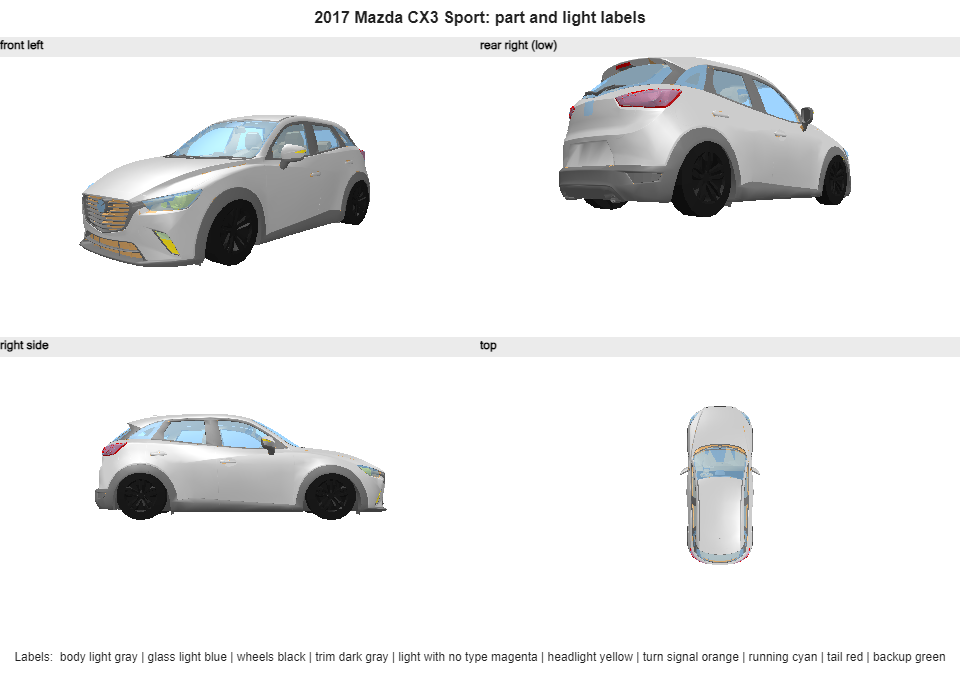 2017 Mazda CX3 Sport: part and light labels
front left
rear right (low)
right side
top
Labels: body light gray | glass light blue | wheels black | trim dark gray | light with no type magenta | headlight yellow | turn signal orange | running cyan | tail red | backup green